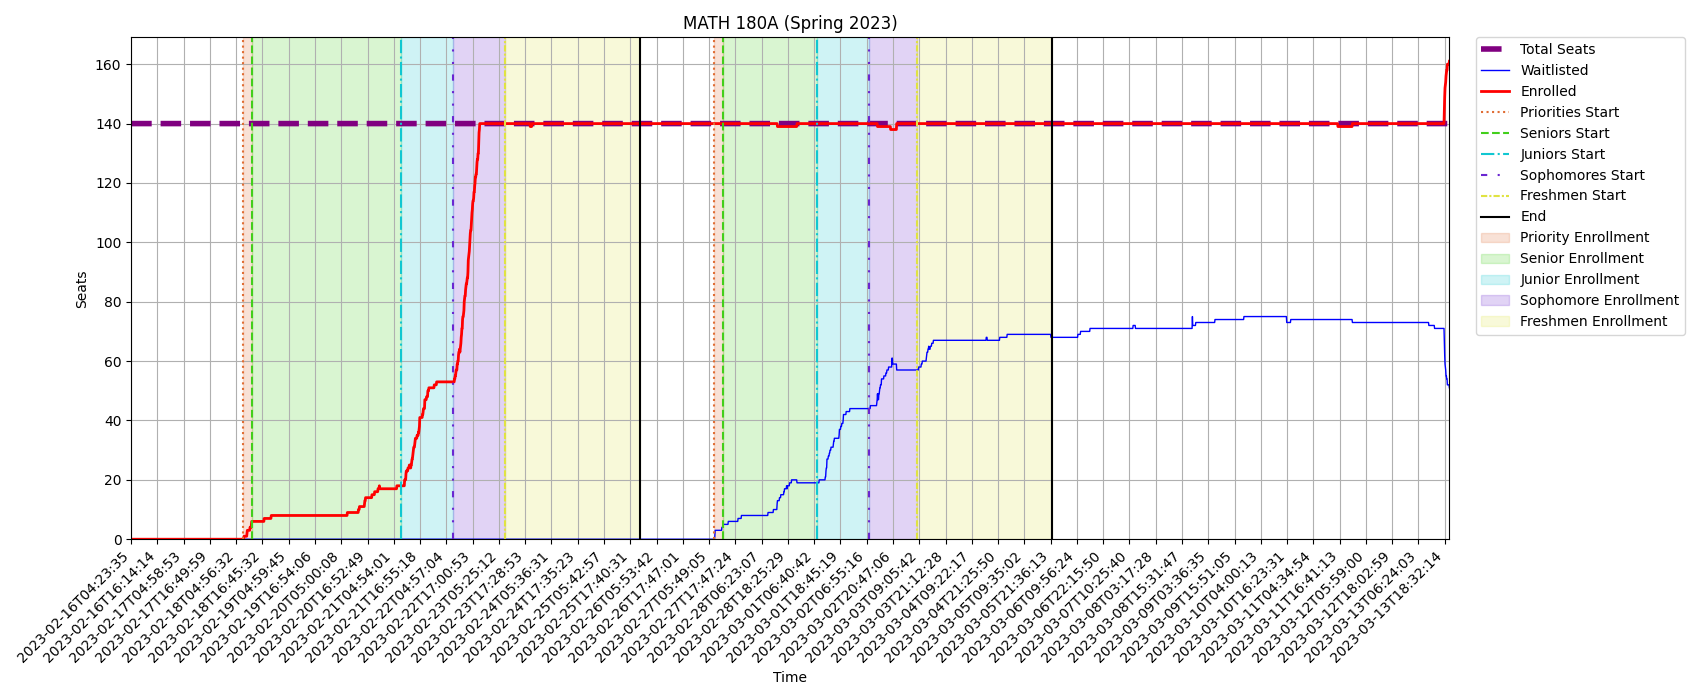 MATH 180A (Spring 2023)
Seats
160
140
120
100
80
60
40
20
0
2023-02-16T04:23:35
2023-02-16T16:14:14
2023-02-17T04:58:53
2023-02-17T16:49:59
2023-02-18T04:56:32
2023-02-18T16:45:32
2023-02-19T04:59:45
2023-02-19T16:54:06
2023-02-20T05:00:08
2023-02-20T16:52:49
2023-02-21T04:54:01
2023-02-21T16:55:18
2023-02-22T04:57:04
2023-02-22T17:00:53
2023-02-23T05:25:12
2023-02-23T17:28:53
2023-02-24T05:36:31
2023-02-24T17:35:23
2023-02-25T05:42:57
2023-02-25T17:40:31
2023-02-26T05:53:42
2023-02-26T17:47:01
2023-02-27T05:49:05
2023-02-27T17:47:24
2023-02-28T06:23:07
2023-02-28T18:25:29
2023-03-01T06:40:42
2023-03-01T18:45:19
2023-03-02T06:55:16
2023-03-02T20:47:06
2023-03-03T09:05:42
2023-03-03T21:12:28
2023-03-04T09:22:17
2023-03-04T21:25:50
2023-03-05T09:35:02
2023-03-05T21:36:13
2023-03-06T09:56:24
2023-03-06T22:15:50
2023-03-07T10:25:40
2023-03-08T03:17:28
2023-03-08T15:31:47
2023-03-09T03:36:35
2023-03-09T15:51:05
2023-03-10T04:00:13
2023-03-10T16:23:31
2023-03-11T04:34:54
2023-03-11T16:41:13
2023-03-12T05:59:00
2023-03-12T18:02:59
2023-03-13T06:24:03
2023-03-13T18:32:14
Time
Total Seats
Waitlisted
Enrolled
Priorities Start
Seniors Start
Juniors Start
Sophomores Start
Freshmen Start
End
Priority Enrollment
Senior Enrollment
Junior Enrollment
Sophomore Enrollment
Freshmen Enrollment